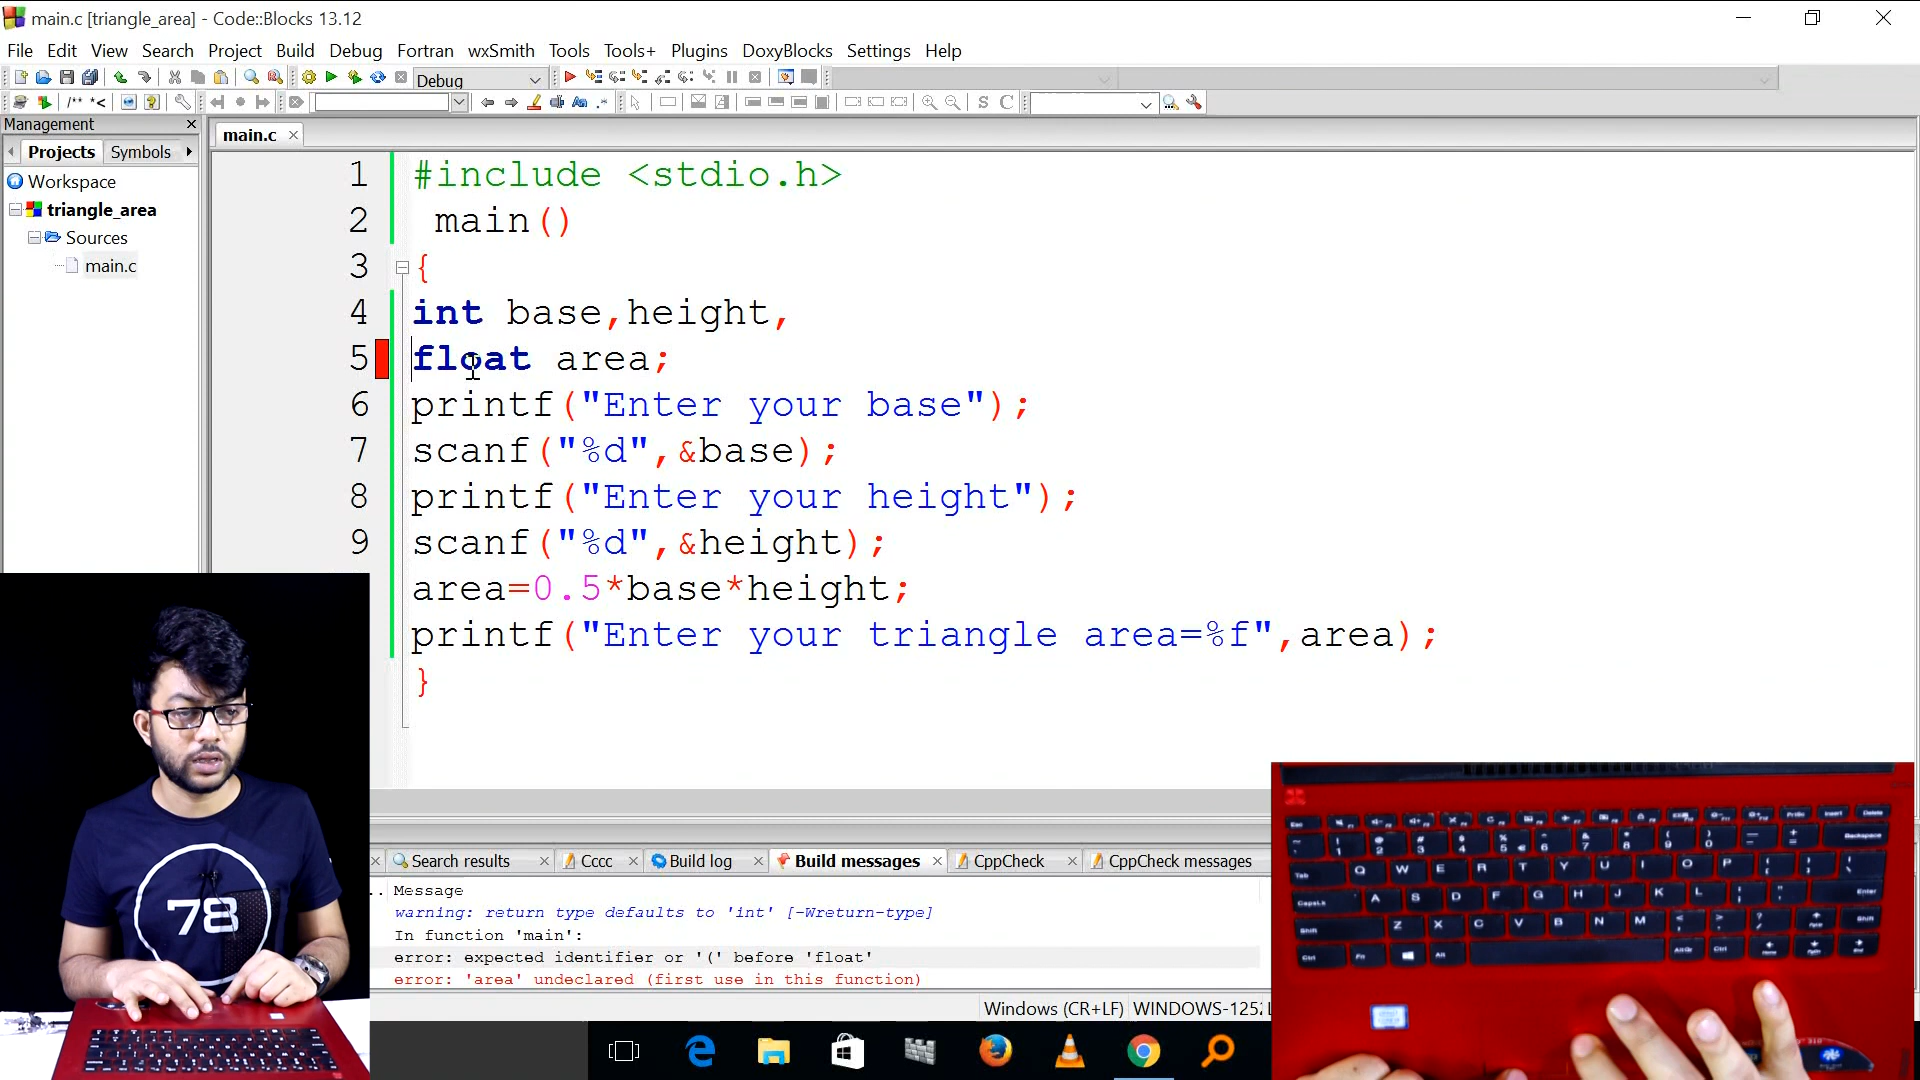 main.c [triangle_area] - Code::Blocks 13.12
File Edit View Search Project Build Debug Fortran wxSmith Tools Tools+ Plugins DoxyBlocks Settings Help
Debug
/** *<
S C
Management
Projects Symbols
main.c
Workspace
triangle_area
Sources
main.c
1 #include <stdio.h>
2 main()
3 {
4 int base,height,
5 float area;
6 printf("Enter your base");
7 scanf("%d",&base);
8 printf("Enter your height");
9 scanf("%d",&height);
area=0.5*base*height;
printf("Enter your triangle area=%f",area);
}
Search results Cccc Build log Build messages CppCheck CppCheck messages
Message
warning: return type defaults to 'int' [-Wreturn-type]
In function 'main':
error: expected identifier or '(' before 'float'
error: 'area' undeclared (first use in this function)
Windows (CR+LF) WINDOWS-1252
78
Q W E R T Y U I O P
A S D F G H J K L
Z X C V B N M